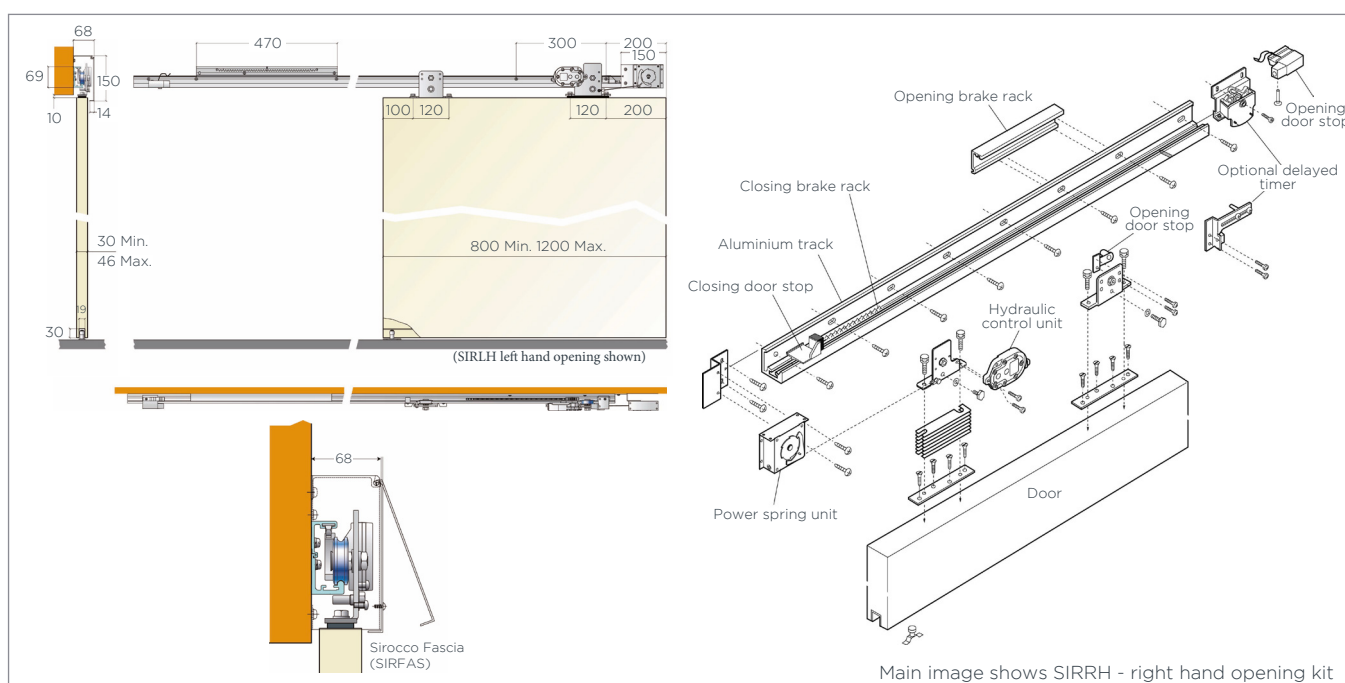 68
470
300
200
150
69
150
10
14
100
120
120
200
30 Min.
46 Max.
800 Min. 1200 Max.
19
30
(SIRLH left hand opening shown)
68
Sirocco Fascia
(SIRFAS)
Opening brake rack
Opening
door stop
Optional delayed
timer
Closing brake rack
Opening
door stop
Aluminium track
Closing door stop
Hydraulic
control unit
Power spring unit
Door
Main image shows SIRRH - right hand opening kit